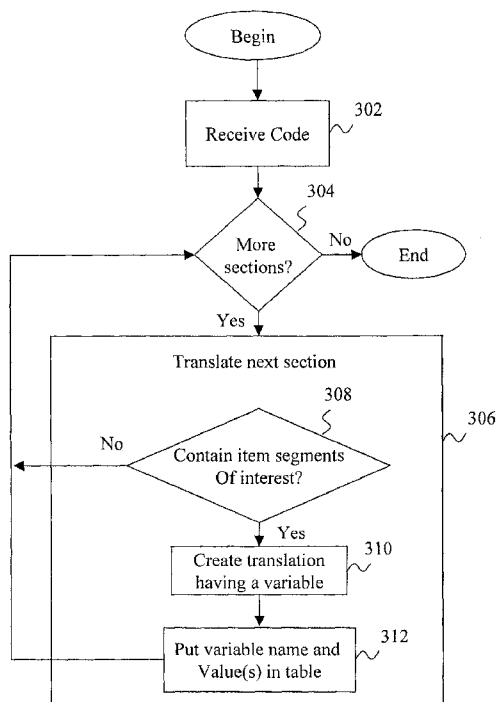 Begin
302
Receive Code
304
More
sections?
No
End
Yes
Translate next section
308
306
No
Contain item segments
Of interest?
Yes
310
Create translation
having a variable
312
Put variable name and
Value(s) in table